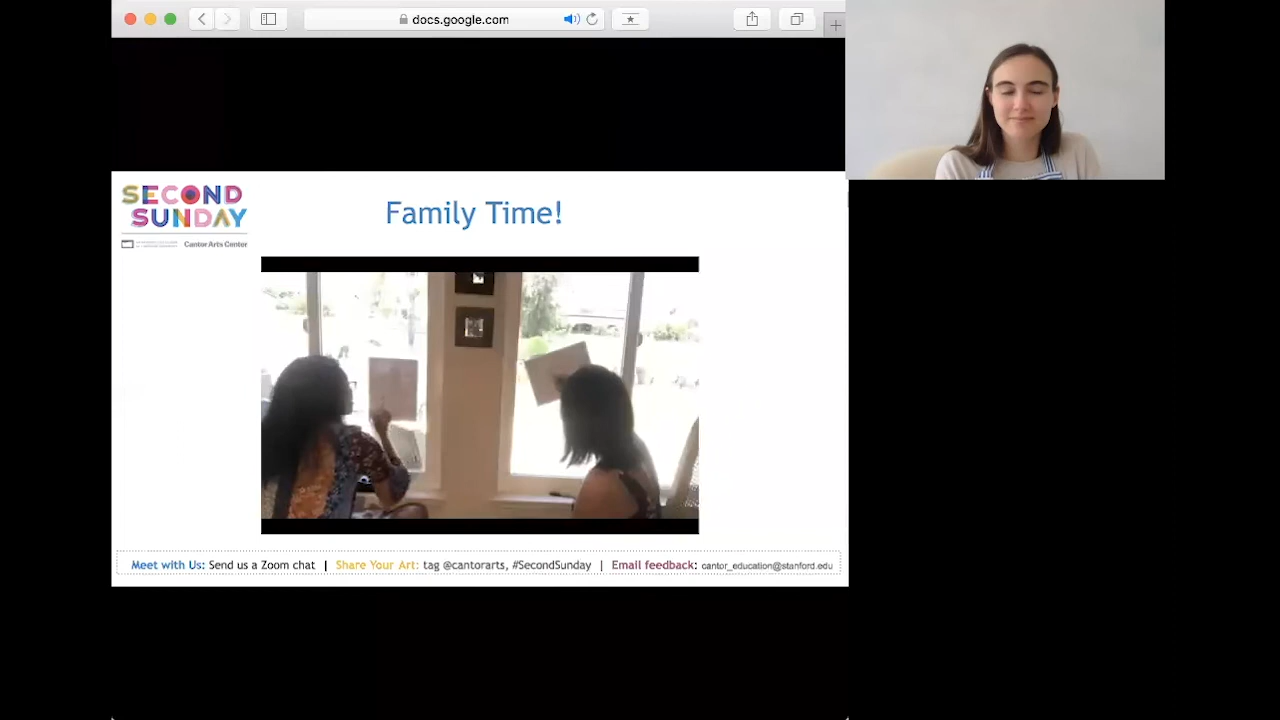 docs.google.com
SECOND
SUNDAY
Family Time!
Cantor Arts Center
Meet with Us: Send us a Zoom chat | Share Your Art: tag @cantorarts, #SecondSunday | Email feedback: cantor_education@stanford.edu